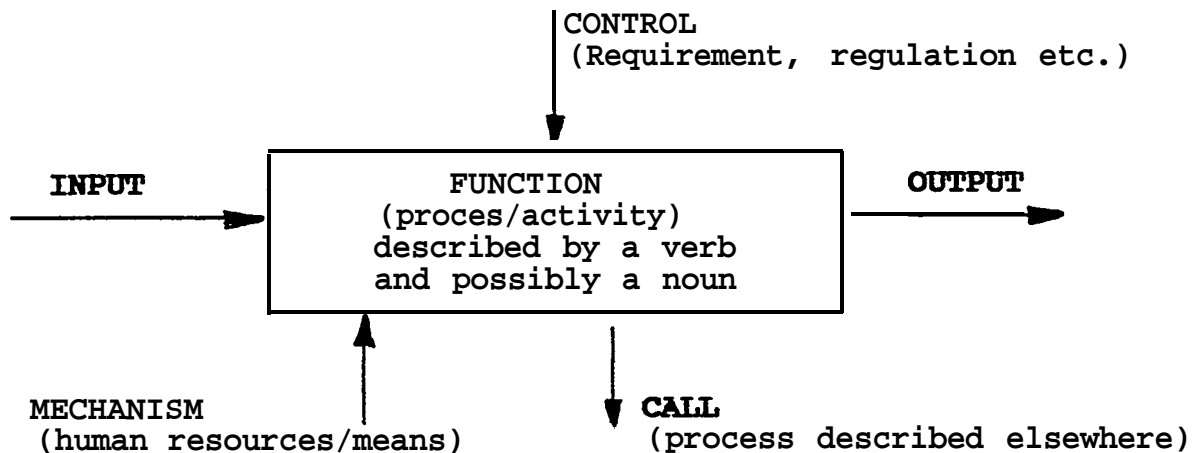 CONTROL
(Requirement, regulation etc.)
INPUT
FUNCTION
(proces/activity)
described by a verb
and possibly a noun
OUTPUT
MECHANISM
(human resources/means)
CALL
(process described elsewhere)